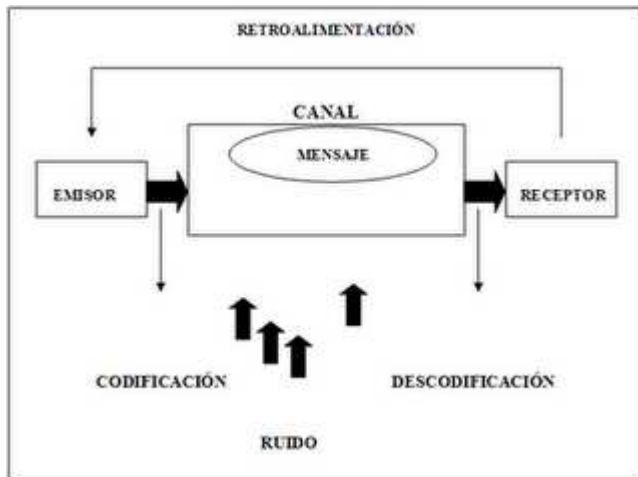 RETROALIMENTACIÓN
CANAL
MENSAJE
EMISOR
RECEPTOR
CODIFICACIÓN
DESCODIFICACIÓN
RUIDO